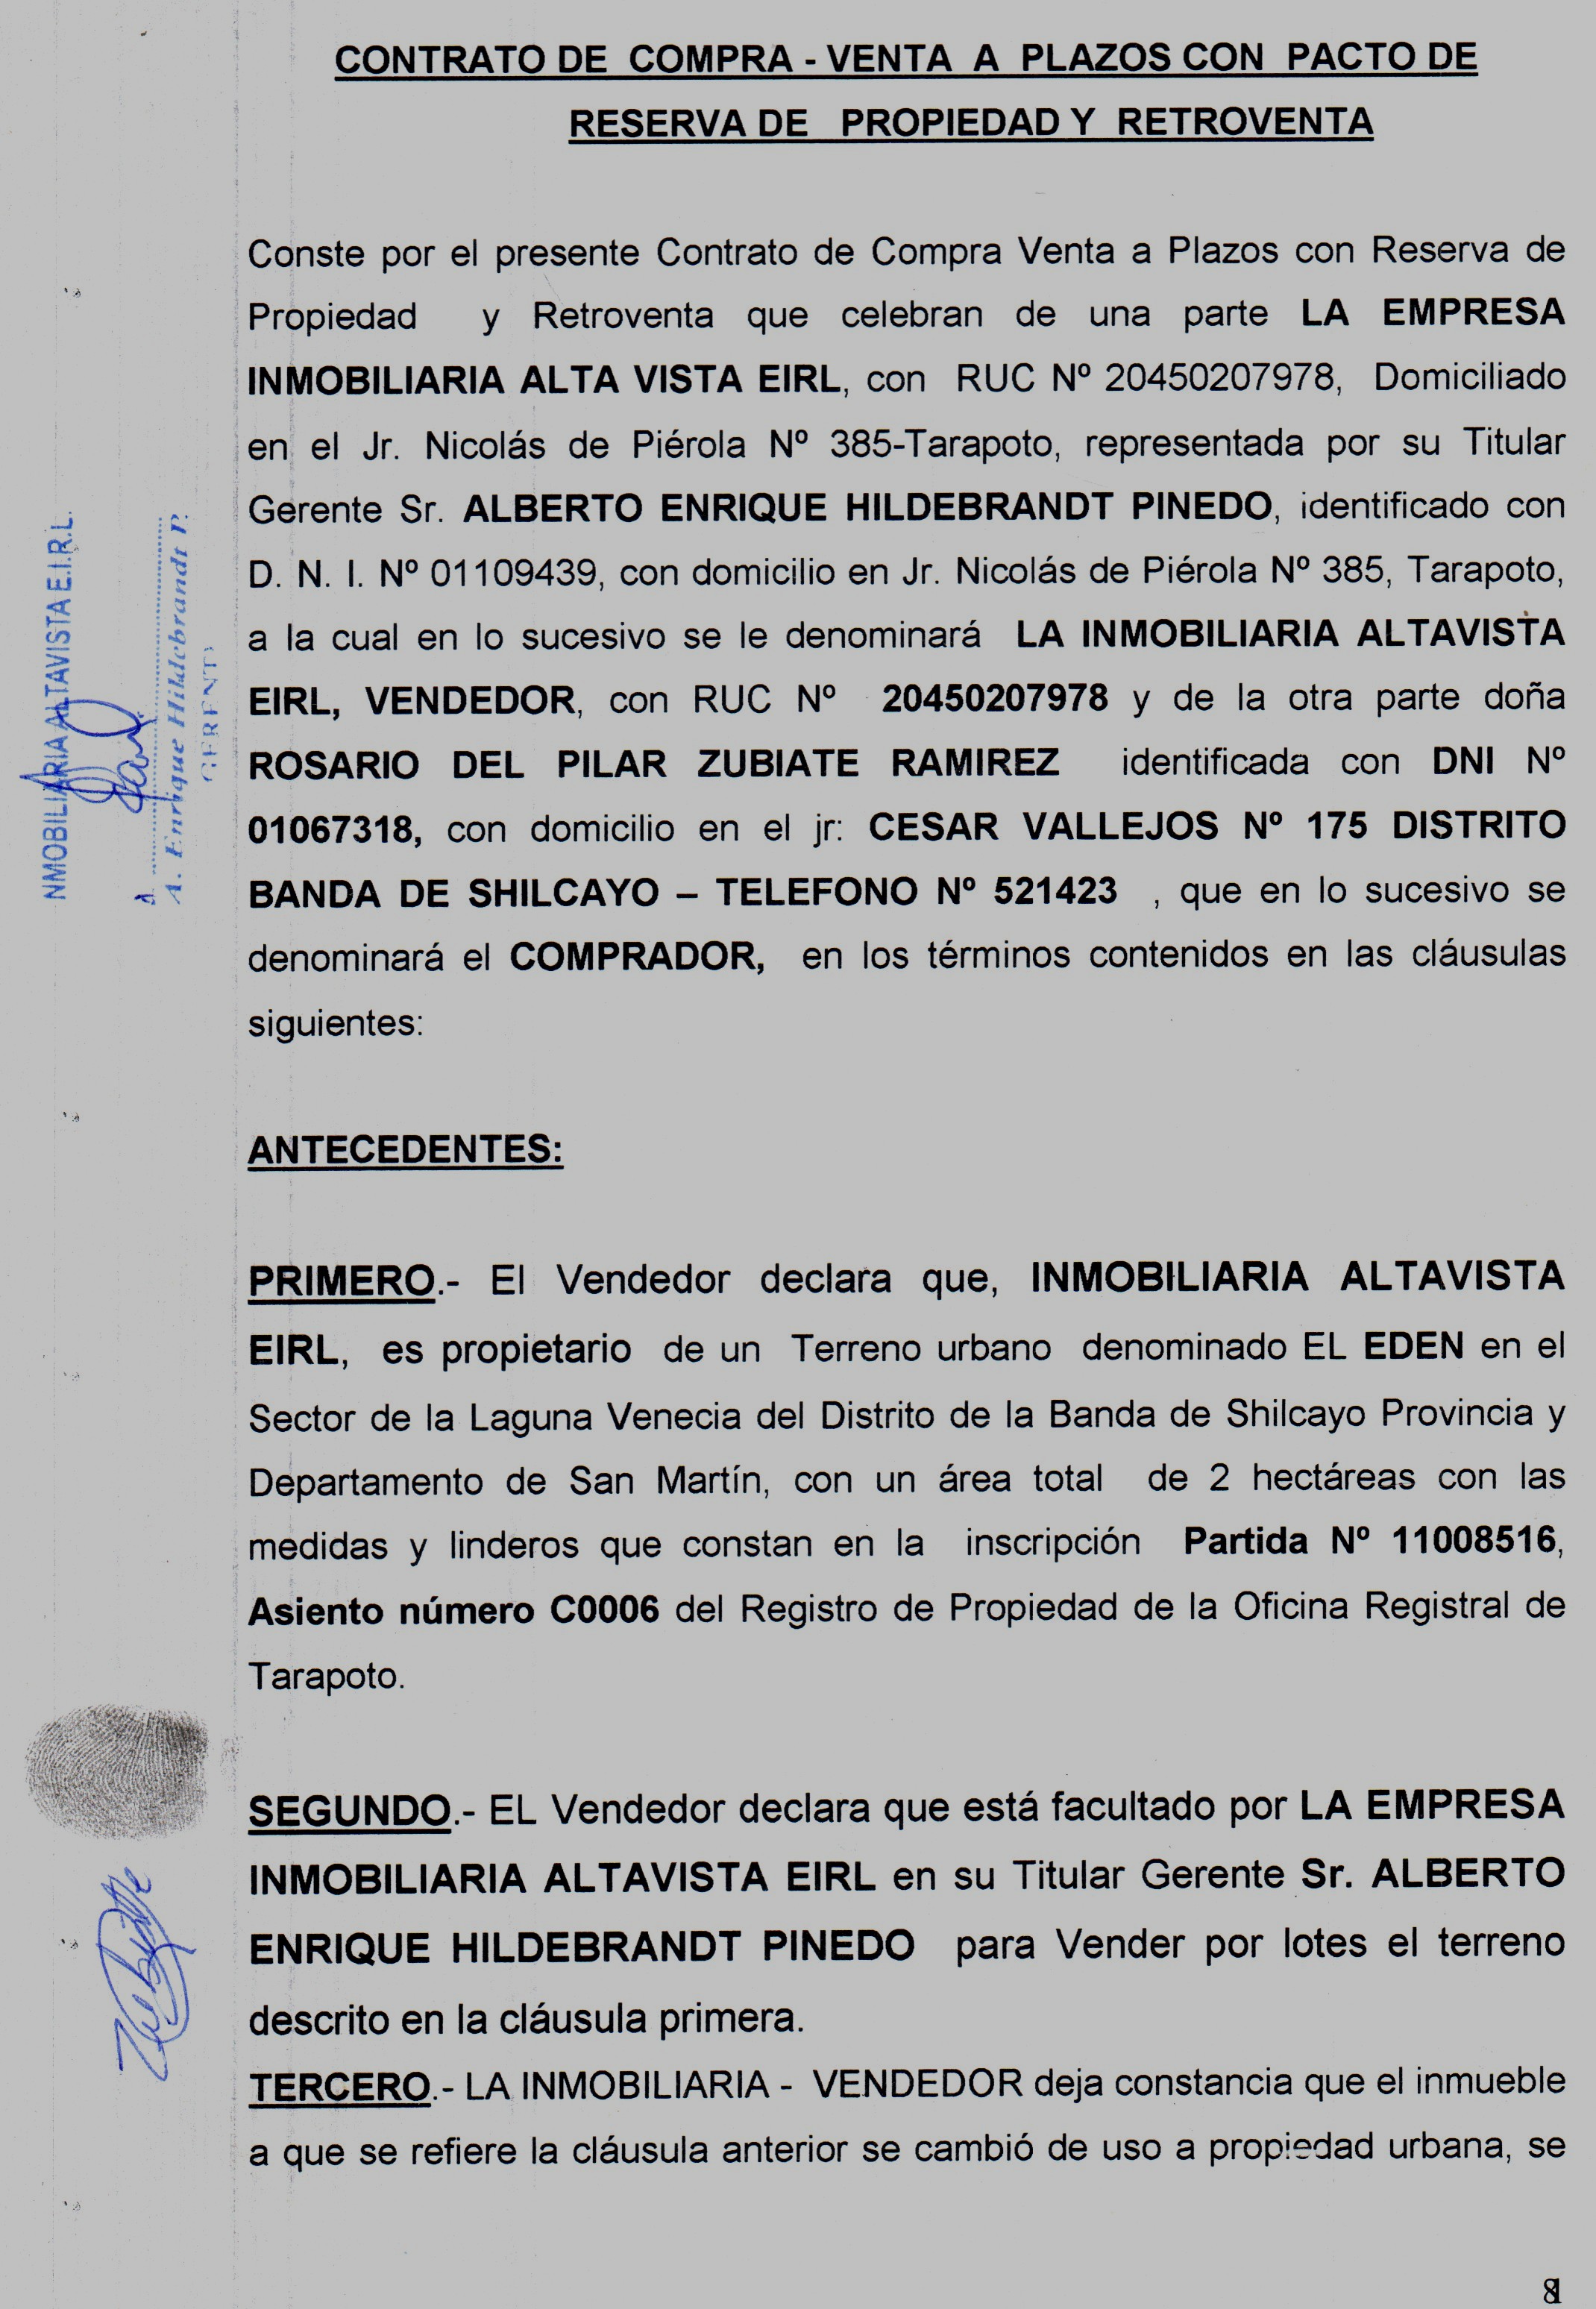 CONTRATO DE COMPRA - VENTA A PLAZOS CON PACTO DE
RESERVA DE PROPIEDAD Y RETROVENTA
Conste por el presente Contrato de Compra Venta a Plazos con Reserva de
Propiedad y Retroventa que celebran de una parte LA EMPRESA
INMOBILIARIA ALTA VISTA EIRL, con RUC Nº 20450207978, Domiciliado
en el Jr. Nicolás de Piérola Nº 385-Tarapoto, representada por su Titular
Gerente Sr. ALBERTO ENRIQUE HILDEBRANDT PINEDO, identificado con
D. N. I. Nº 01109439, con domicilio en Jr. Nicolás de Piérola Nº 385, Tarapoto,
a la cual en lo sucesivo se le denominará LA INMOBILIARIA ALTAVISTA
EIRL, VENDEDOR, con RUC Nº 20450207978 y de la otra parte doña
ROSARIO DEL PILAR ZUBIATE RAMIREZ identificada con DNI Nº
01067318, con domicilio en el jr: CESAR VALLEJOS Nº 175 DISTRITO
BANDA DE SHILCAYO – TELEFONO Nº 521423 , que en lo sucesivo se
denominará el COMPRADOR, en los términos contenidos en las cláusulas
siguientes:
NMOBILIARIA ALTAVISTA E.I.R.L.
A. Enrique Hildebrandt P.
ANTECEDENTES:
PRIMERO.- El Vendedor declara que, INMOBILIARIA ALTAVISTA
EIRL, es propietario de un Terreno urbano denominado EL EDEN en el
Sector de la Laguna Venecia del Distrito de la Banda de Shilcayo Provincia y
Departamento de San Martín, con un área total de 2 hectáreas con las
medidas y linderos que constan en la inscripción Partida Nº 11008516,
Asiento número C0006 del Registro de Propiedad de la Oficina Registral de
Tarapoto.
SEGUNDO.- EL Vendedor declara que está facultado por LA EMPRESA
INMOBILIARIA ALTAVISTA EIRL en su Titular Gerente Sr. ALBERTO
ENRIQUE HILDEBRANDT PINEDO para Vender por lotes el terreno
descrito en la cláusula primera.
TERCERO.- LA INMOBILIARIA - VENDEDOR deja constancia que el inmueble
a que se refiere la cláusula anterior se cambió de uso a propiedad urbana, se